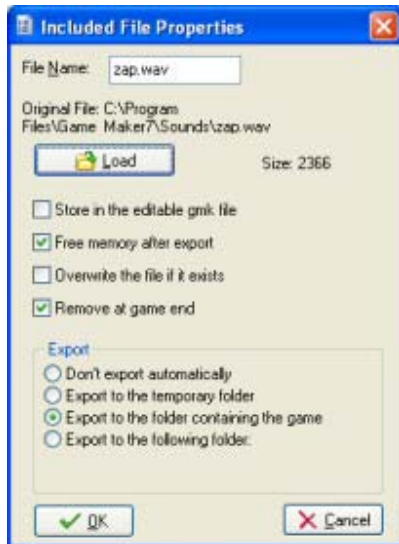 Included File Properties
File Name: zap.wav
Original File: C:\Program
Files\Game Maker7\Sounds\zap.wav
Load Size: 2366
Store in the editable gmk file
Free memory after export
Overwrite the file if it exists
Remove at game end
Export
Don't export automatically
Export to the temporary folder
Export to the folder containing the game
Export to the following folder:
OK Cancel